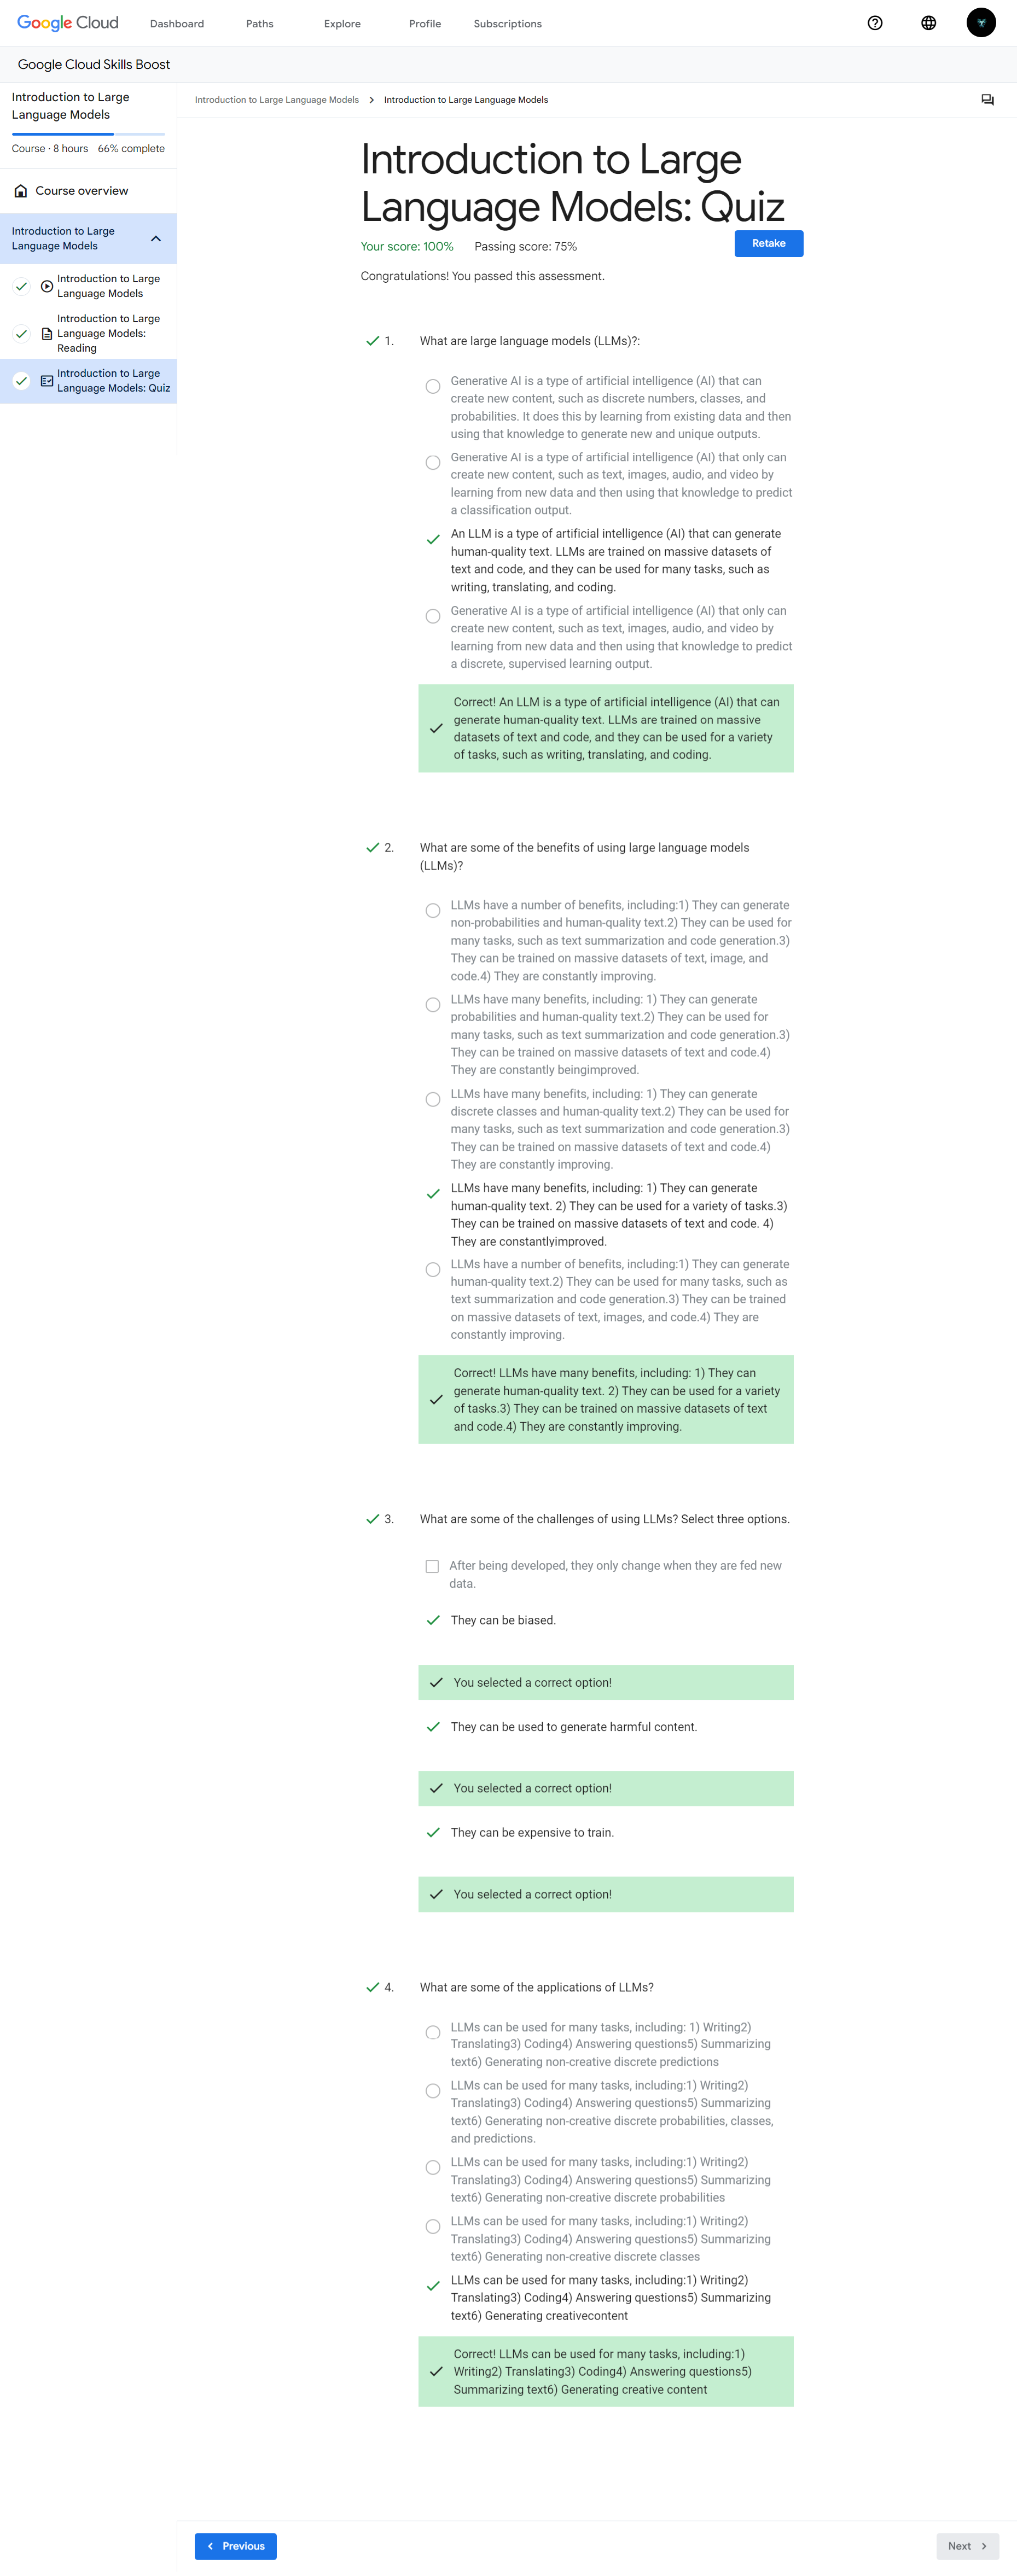 Google Cloud
Dashboard
Paths
Explore
Profile
Subscriptions
Google Cloud Skills Boost
Introduction to Large
Language Models
Course · 8 hours 66% complete
Course overview
Introduction to Large
Language Models
Introduction to Large
Language Models
Introduction to Large
Language Models:
Reading
Introduction to Large
Language Models: Quiz
Introduction to Large Language Models > Introduction to Large Language Models
Introduction to Large
Language Models: Quiz
Your score: 100% Passing score: 75%
Retake
Congratulations! You passed this assessment.
1. What are large language models (LLMs)?:
Generative AI is a type of artificial intelligence (AI) that can
create new content, such as discrete numbers, classes, and
probabilities. It does this by learning from existing data and then
using that knowledge to generate new and unique outputs.
Generative AI is a type of artificial intelligence (AI) that only can
create new content, such as text, images, audio, and video by
learning from new data and then using that knowledge to predict
a classification output.
An LLM is a type of artificial intelligence (AI) that can generate
human-quality text. LLMs are trained on massive datasets of
text and code, and they can be used for many tasks, such as
writing, translating, and coding.
Generative AI is a type of artificial intelligence (AI) that only can
create new content, such as text, images, audio, and video by
learning from new data and then using that knowledge to predict
a discrete, supervised learning output.
Correct! An LLM is a type of artificial intelligence (AI) that can
generate human-quality text. LLMs are trained on massive
datasets of text and code, and they can be used for a variety
of tasks, such as writing, translating, and coding.
2. What are some of the benefits of using large language models
(LLMs)?
LLMs have a number of benefits, including:1) They can generate
non-probabilities and human-quality text.2) They can be used for
many tasks, such as text summarization and code generation.3)
They can be trained on massive datasets of text, image, and
code.4) They are constantly improving.
LLMs have many benefits, including: 1) They can generate
probabilities and human-quality text.2) They can be used for
many tasks, such as text summarization and code generation.3)
They can be trained on massive datasets of text and code.4)
They are constantly beingimproved.
LLMs have many benefits, including: 1) They can generate
discrete classes and human-quality text.2) They can be used for
many tasks, such as text summarization and code generation.3)
They can be trained on massive datasets of text and code.4)
They are constantly improving.
LLMs have many benefits, including: 1) They can generate
human-quality text. 2) They can be used for a variety of tasks.3)
They can be trained on massive datasets of text and code. 4)
They are constantlyimproved.
LLMs have a number of benefits, including:1) They can generate
human-quality text.2) They can be used for many tasks, such as
text summarization and code generation.3) They can be trained
on massive datasets of text, images, and code.4) They are
constantly improving.
Correct! LLMs have many benefits, including: 1) They can
generate human-quality text. 2) They can be used for a variety
of tasks.3) They can be trained on massive datasets of text
and code.4) They are constantly improving.
3. What are some of the challenges of using LLMs? Select three options.
After being developed, they only change when they are fed new
data.
They can be biased.
You selected a correct option!
They can be used to generate harmful content.
You selected a correct option!
They can be expensive to train.
You selected a correct option!
4. What are some of the applications of LLMs?
LLMs can be used for many tasks, including: 1) Writing2)
Translating3) Coding4) Answering questions5) Summarizing
text6) Generating non-creative discrete predictions
LLMs can be used for many tasks, including:1) Writing2)
Translating3) Coding4) Answering questions5) Summarizing
text6) Generating non-creative discrete probabilities, classes,
and predictions.
LLMs can be used for many tasks, including:1) Writing2)
Translating3) Coding4) Answering questions5) Summarizing
text6) Generating non-creative discrete probabilities
LLMs can be used for many tasks, including:1) Writing2)
Translating3) Coding4) Answering questions5) Summarizing
text6) Generating non-creative discrete classes
LLMs can be used for many tasks, including:1) Writing2)
Translating3) Coding4) Answering questions5) Summarizing
text6) Generating creativecontent
Correct! LLMs can be used for many tasks, including:1)
Writing2) Translating3) Coding4) Answering questions5)
Summarizing text6) Generating creative content
Previous
Next